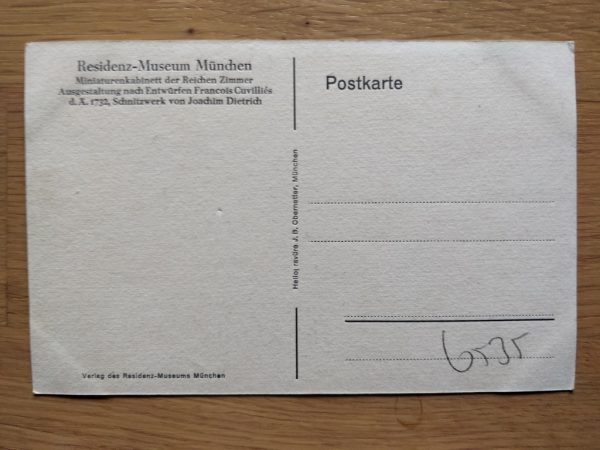 Residenz-Museum München
Miniaturenkabinett der Reichen Zimmer
Ausgestaltung nach Entwürfen Francois Cuvilliés
d. Ä. 1732, Schnitzwerk von Joachim Dietrich
Verlag des Residenz-Museums München
Heliogravüre J. B. Obernetter, München
Postkarte
6535